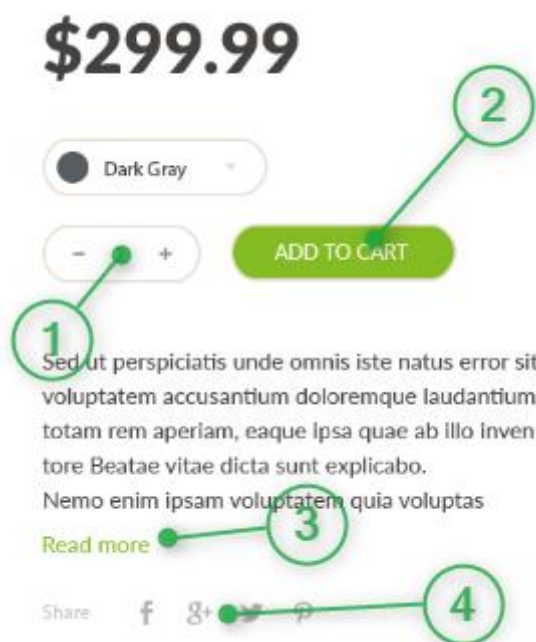 $299.99
2
Dark Gray
- +
ADD TO CART
1
Sed ut perspiciatis unde omnis iste natus error sit
voluptatem accusantium doloremque laudantium
totam rem aperiam, eaque ipsa quae ab illo inven
tore Beatae vitae dicta sunt explicabo.
Nemo enim ipsam voluptatem quia voluptas
3
Read more
4
Share f g+